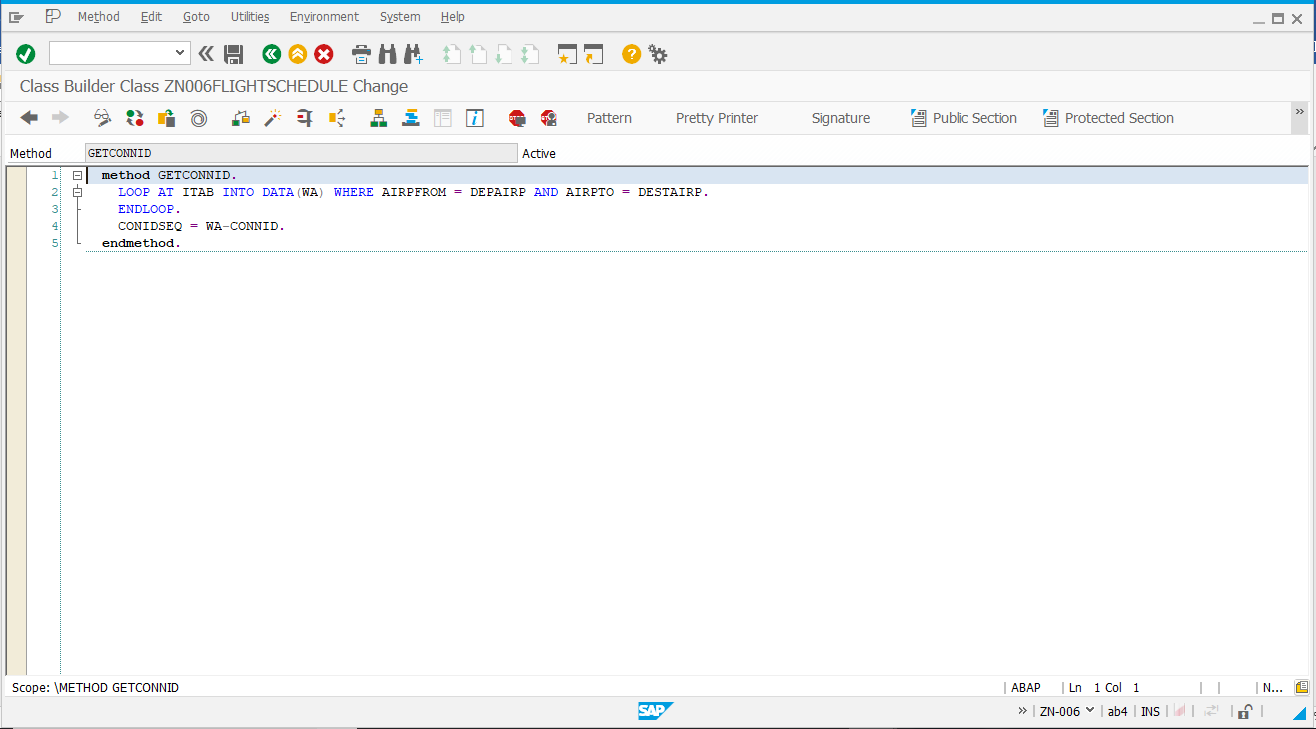 Method Edit Goto Utilities Environment System Help
Class Builder Class ZN006FLIGHTSCHEDULE Change
Pattern Pretty Printer Signature Public Section Protected Section »
Method GETCONNID Active
1 method GETCONNID.
2 LOOP AT ITAB INTO DATA(WA) WHERE AIRPFROM = DEPAIRP AND AIRPTO = DESTAIRP.
3 ENDLOOP.
4 CONIDSEQ = WA-CONNID.
5 endmethod.
Scope: \METHOD GETCONNID ABAP Ln 1 Col 1 N...
SAP » ZN-006 ab4 INS